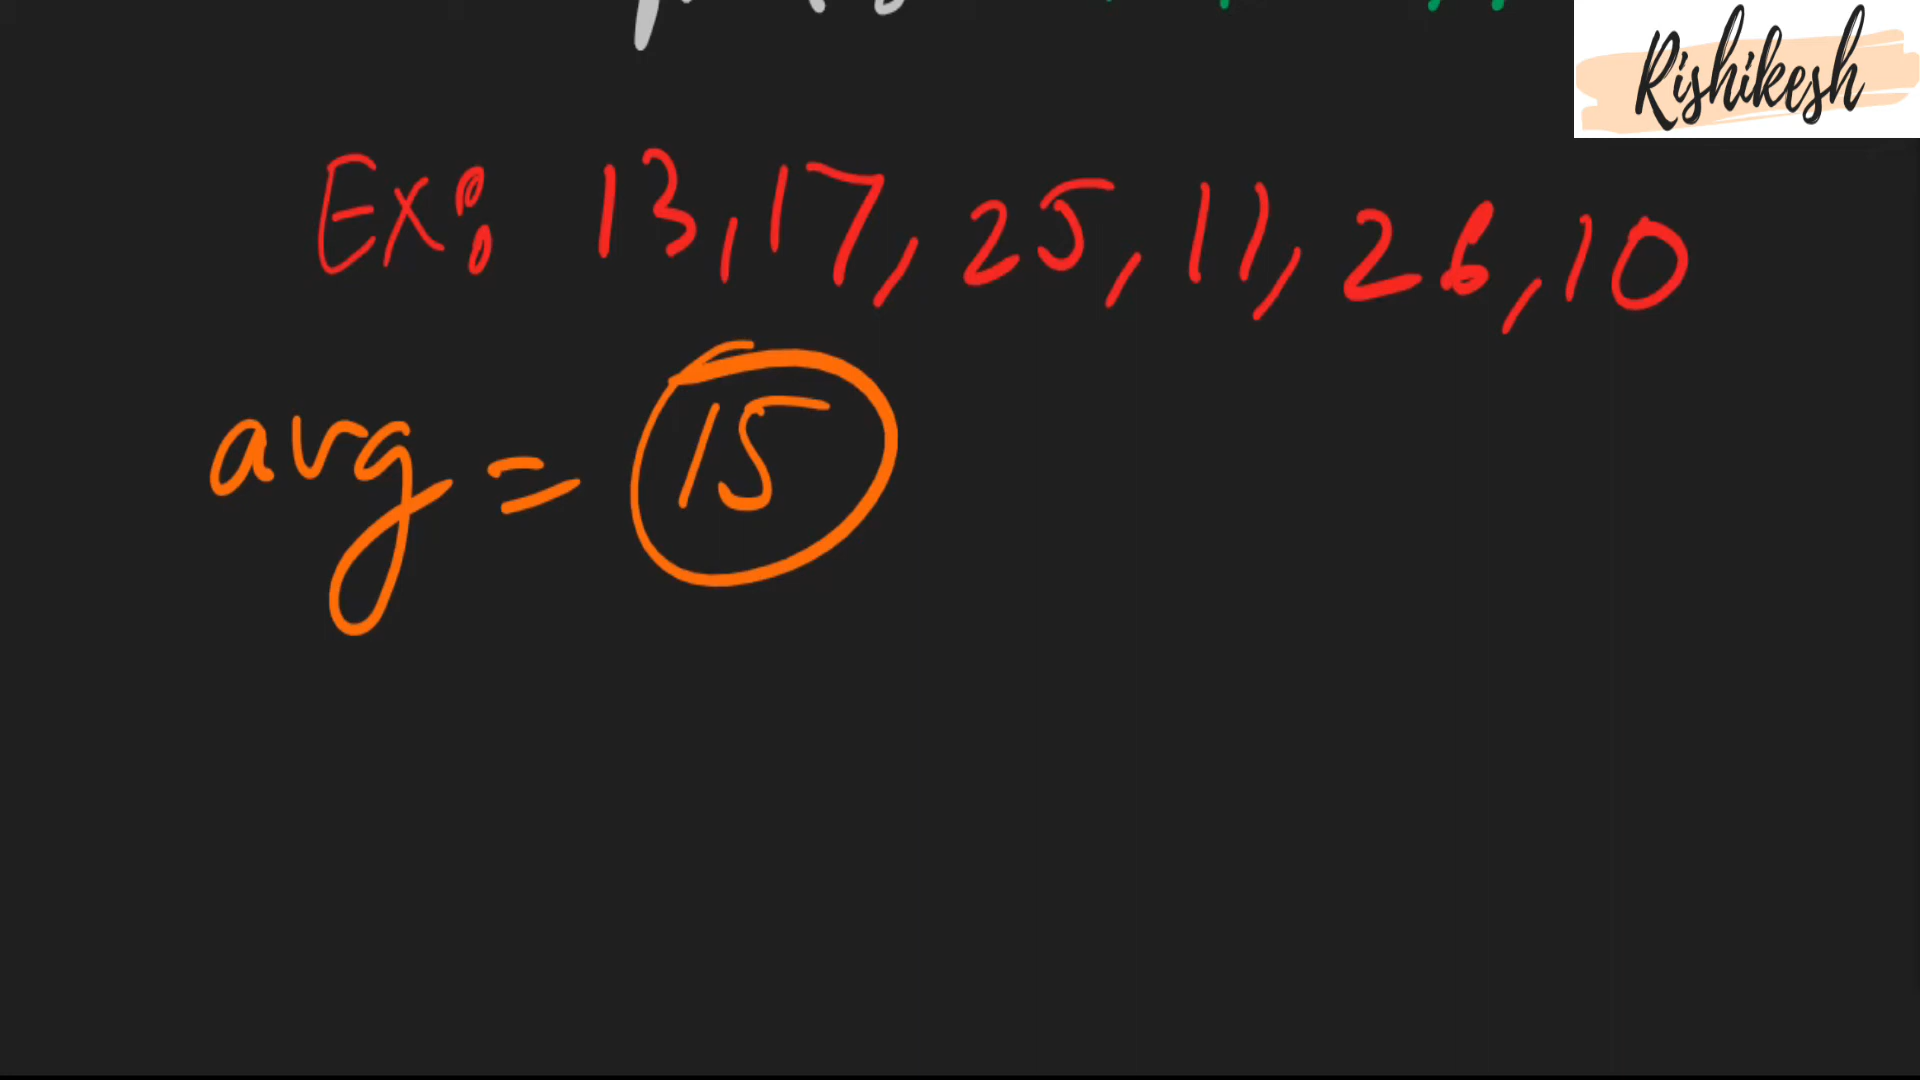 Rishikesh
Ex: 13, 17, 25, 11, 26, 10
avg = 15